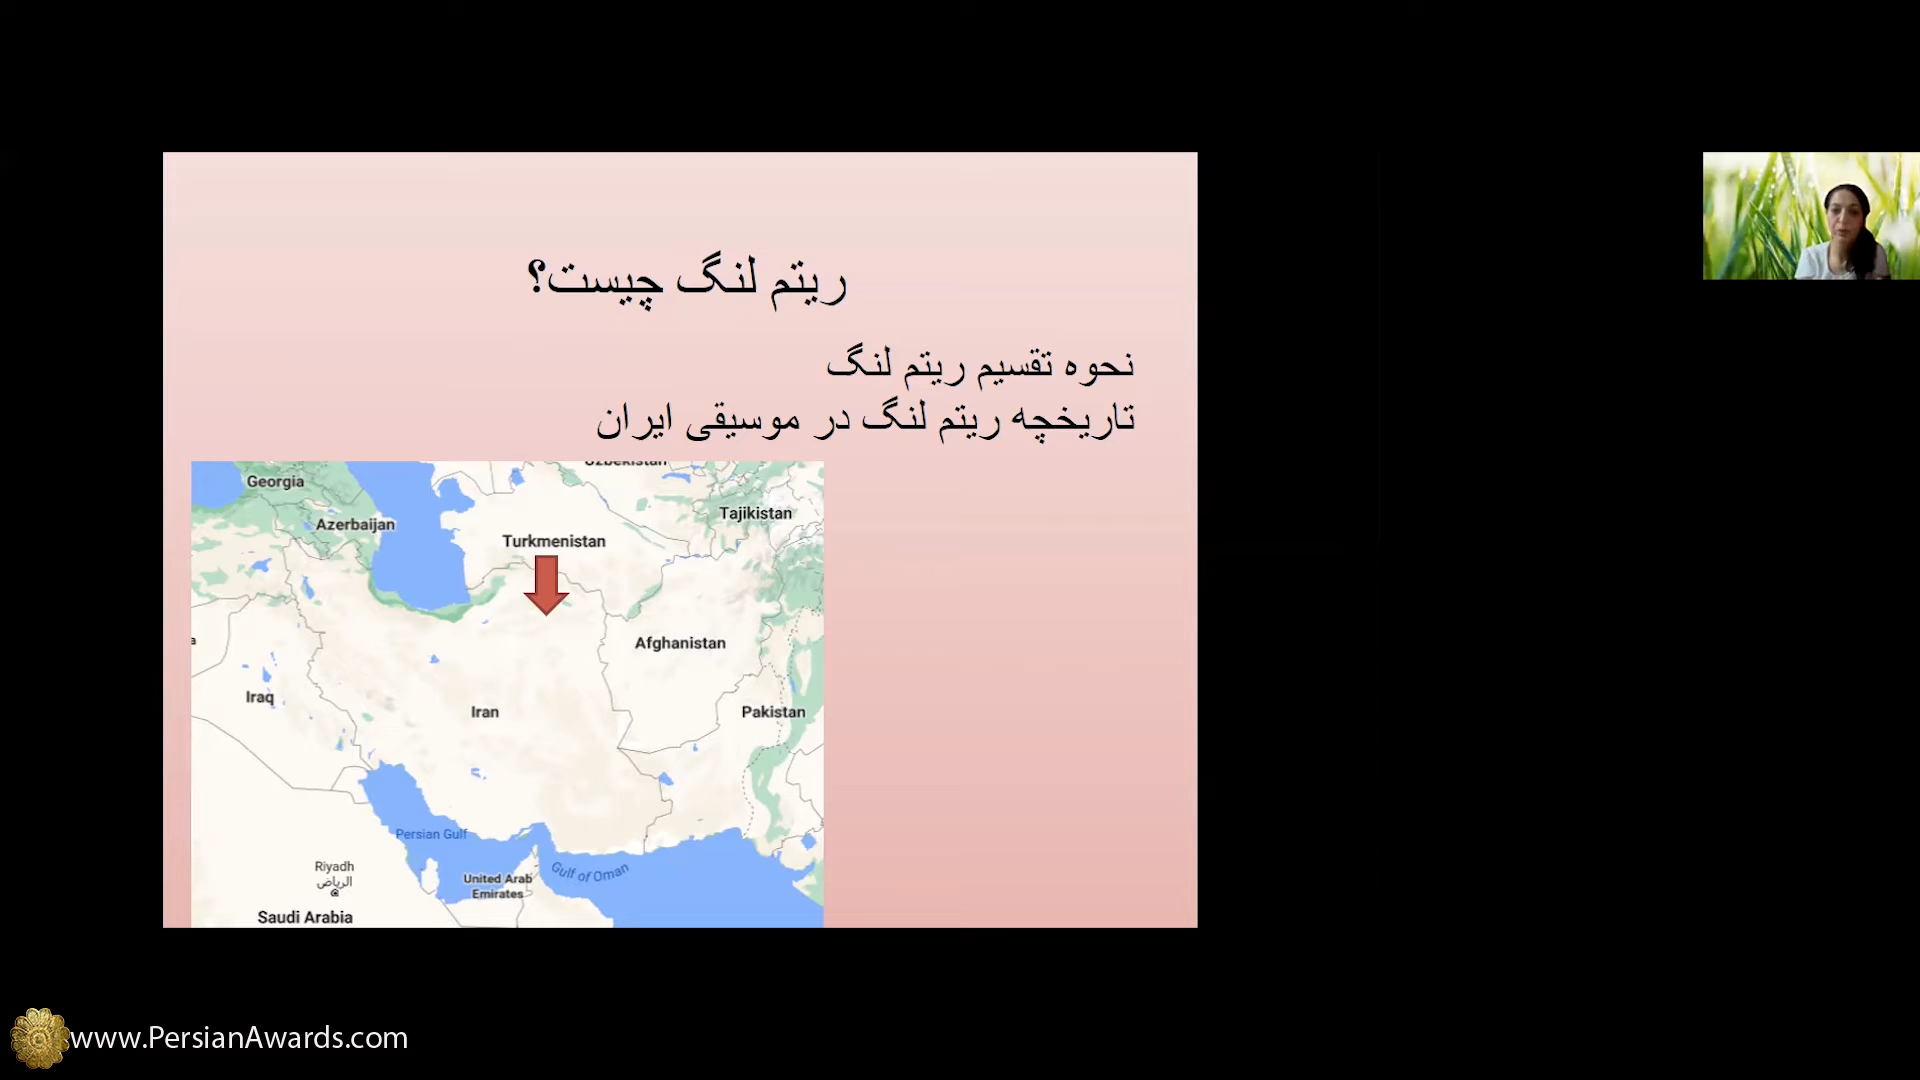 ریتم لنگ چیست؟
نحوه تقسیم ریتم لنگ
تاریخچه ریتم لنگ در موسیقی ایران
Uzbekistan
Georgia
Tajikistan
Azerbaijan
Turkmenistan
Afghanistan
Iraq
Iran
Pakistan
Persian Gulf
Riyadh
الرياض
Gulf of Oman
United Arab
Emirates
Saudi Arabia
www.PersianAwards.com